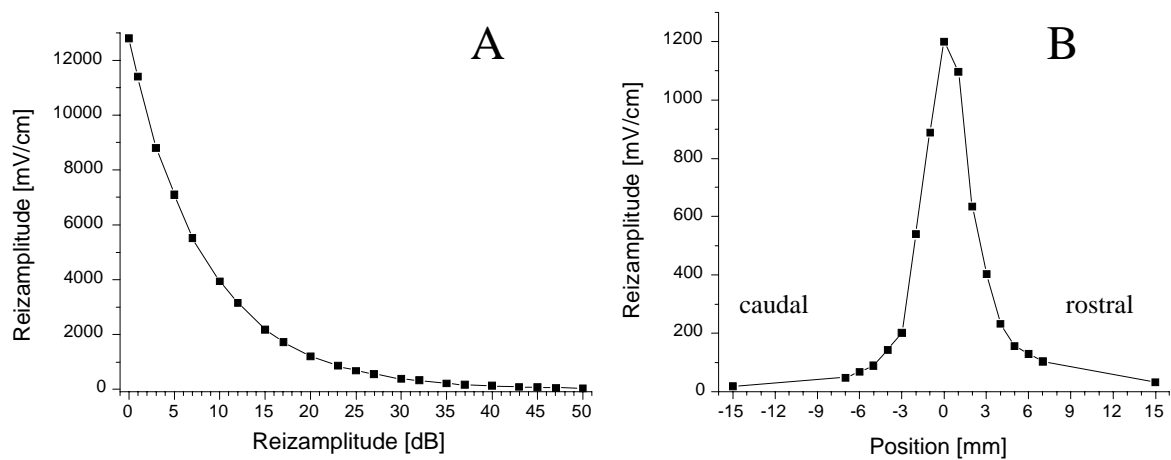 A
Reizamplitude [mV/cm]
12000
10000
8000
6000
4000
2000
0
0 5 10 15 20 25 30 35 40 45 50
Reizamplitude [dB]
B
Reizamplitude [mV/cm]
1200
1000
800
600
400
200
0
caudal
rostral
-15 -12 -9 -6 -3 0 3 6 9 12 15
Position [mm]